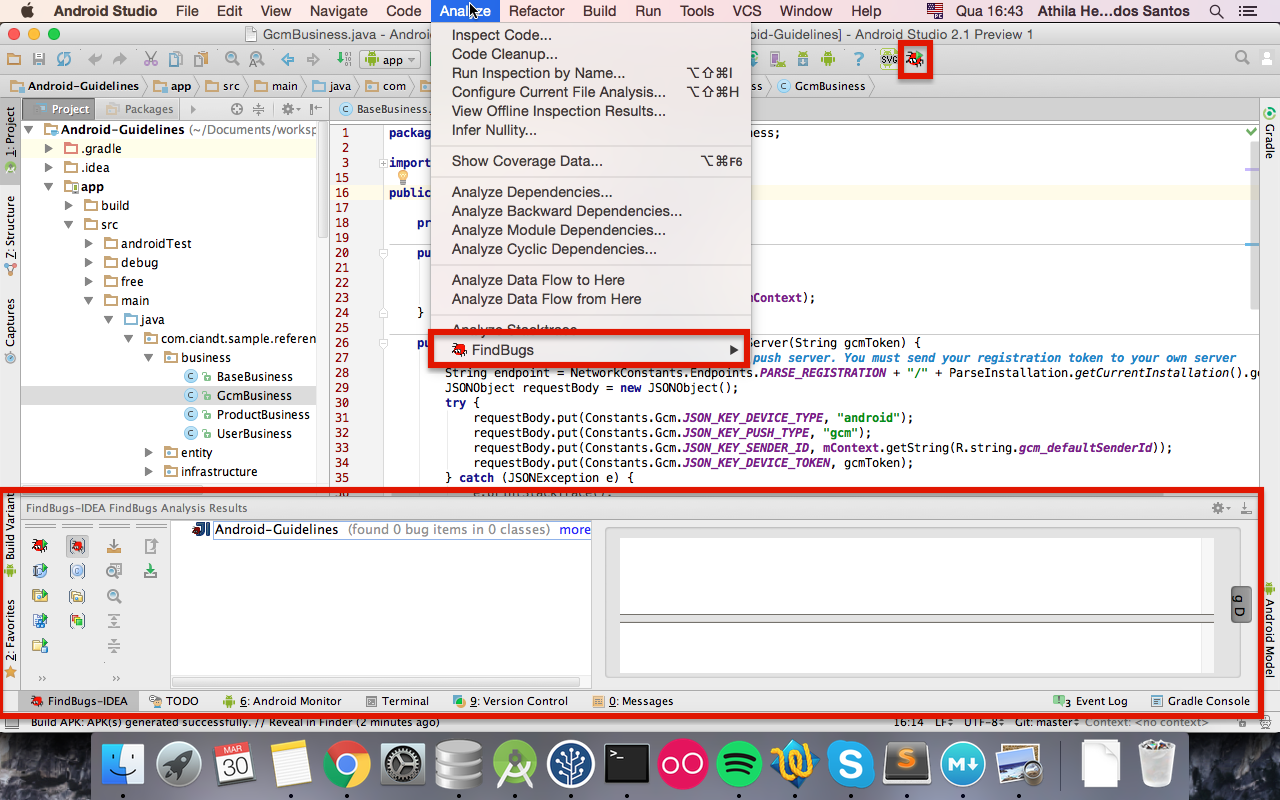 Android Studio File Edit View Navigate Code Analyze Refactor Build Run Tools VCS Window Help Qua 16:43 Athila He...dos Santos
GcmBusiness.java - Andro
id-Guidelines] - Android Studio 2.1 Preview 1
app
SVG
Android-Guidelines app src main java com
ss GcmBusiness
Inspect Code...
Code Cleanup...
Run Inspection by Name... ⌥⇧⌘I
Configure Current File Analysis... ⌥⇧⌘H
View Offline Inspection Results...
Infer Nullity...
Show Coverage Data... ⌥⌘F6
Analyze Dependencies...
Analyze Backward Dependencies...
Analyze Module Dependencies...
Analyze Cyclic Dependencies...
Analyze Data Flow to Here
Analyze Data Flow from Here
Analyze Stacktrace
FindBugs
1: Project
Z: Structure
Captures
Build Variant
2: Favorites
Project Packages
Android-Guidelines (~/Documents/worksp
.gradle
.idea
app
build
src
androidTest
debug
free
main
java
com.ciandt.sample.referen
business
BaseBusiness
GcmBusiness
ProductBusiness
UserBusiness
entity
infrastructure
BaseBusiness.
1 packag ness;
2
3 import
15
16 public
17
18 pr
19
20 pu
21
22
23 mContext);
24 }
25
26 pu Server(String gcmToken) {
27 push server. You must send your registration token to your own server
28 String endpoint = NetworkConstants.Endpoints.PARSE_REGISTRATION + "/" + ParseInstallation.getCurrentInstallation().ge
29 JSONObject requestBody = new JSONObject();
30 try {
31 requestBody.put(Constants.Gcm.JSON_KEY_DEVICE_TYPE, "android");
32 requestBody.put(Constants.Gcm.JSON_KEY_PUSH_TYPE, "gcm");
33 requestBody.put(Constants.Gcm.JSON_KEY_SENDER_ID, mContext.getString(R.string.gcm_defaultSenderId));
34 requestBody.put(Constants.Gcm.JSON_KEY_DEVICE_TOKEN, gcmToken);
35 } catch (JSONException e) {
36 e.printStackTrace();
Gradle
Android Model
FindBugs-IDEA FindBugs Analysis Results
Android-Guidelines (found 0 bug items in 0 classes) more
g D
FindBugs-IDEA TODO 6: Android Monitor Terminal 9: Version Control 0: Messages 3 Event Log Gradle Console
Build APK: APK(s) generated successfully. // Reveal in Finder (2 minutes ago) 16:14 LF UTF-8 Git: master Context: <no context>
MAR
30
>_
S
M